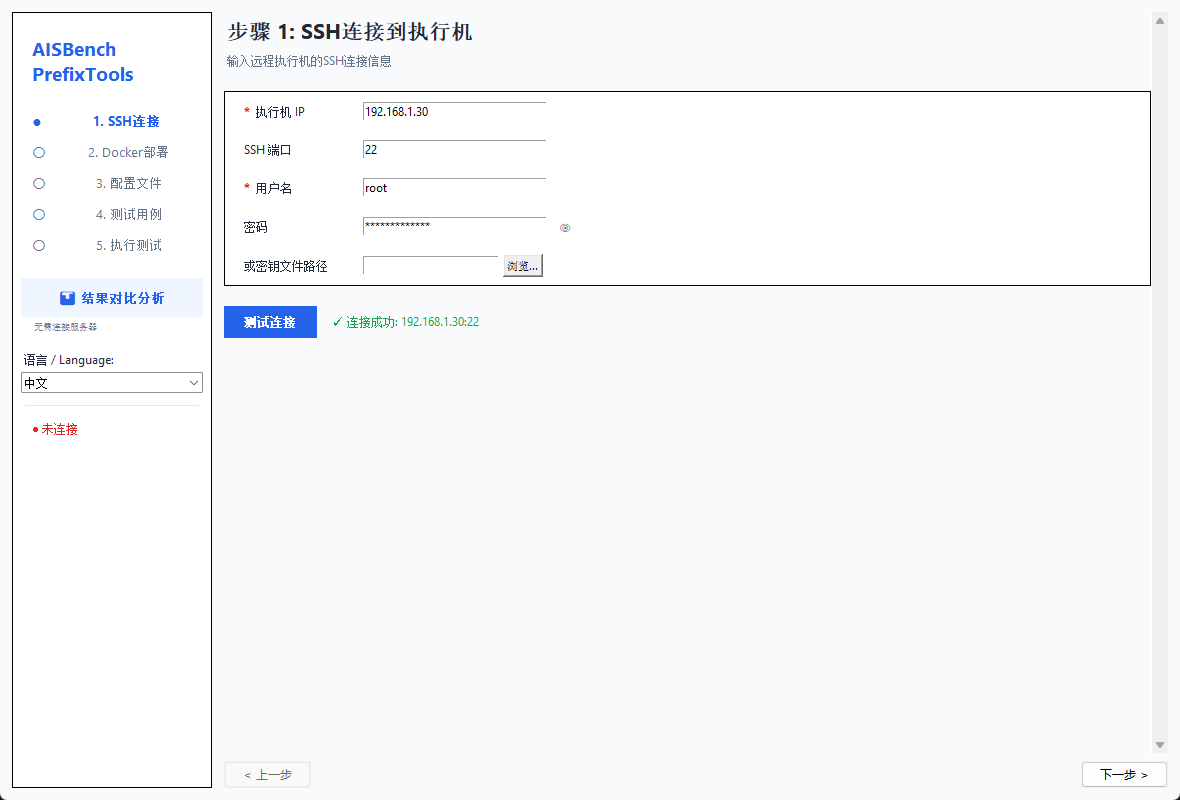 AISBench
PrefixTools
1. SSH连接
2. Docker部署
3. 配置文件
4. 测试用例
5. 执行测试
结果对比分析
无需连接服务器
语言 / Language:
中文
未连接
步骤 1: SSH连接到执行机
输入远程执行机的SSH连接信息
* 执行机 IP
192.168.1.30
SSH 端口
22
* 用户名
root
密码
*************
或密钥文件路径
浏览...
测试连接
✓ 连接成功: 192.168.1.30:22
< 上一步
下一步 >